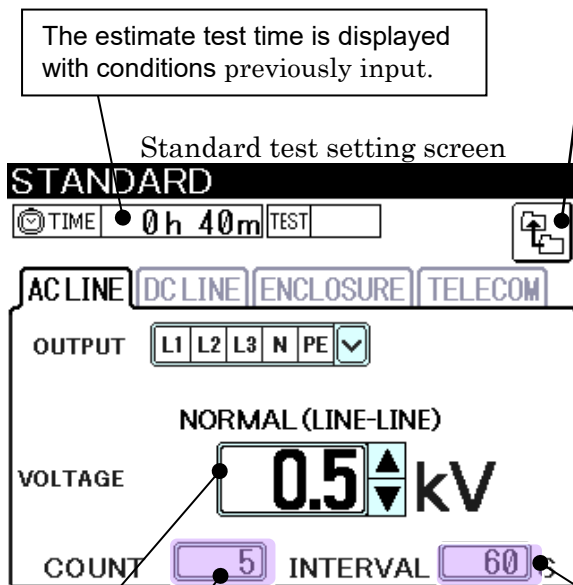 The estimate test time is displayed
with conditions previously input.
Standard test setting screen
STANDARD
TIME 0h 40m TEST
AC LINE DC LINE ENCLOSURE TELECOM
OUTPUT L1 L2 L3 N PE
NORMAL (LINE-LINE)
VOLTAGE 0.5 kV
COUNT 5 INTERVAL 60 s